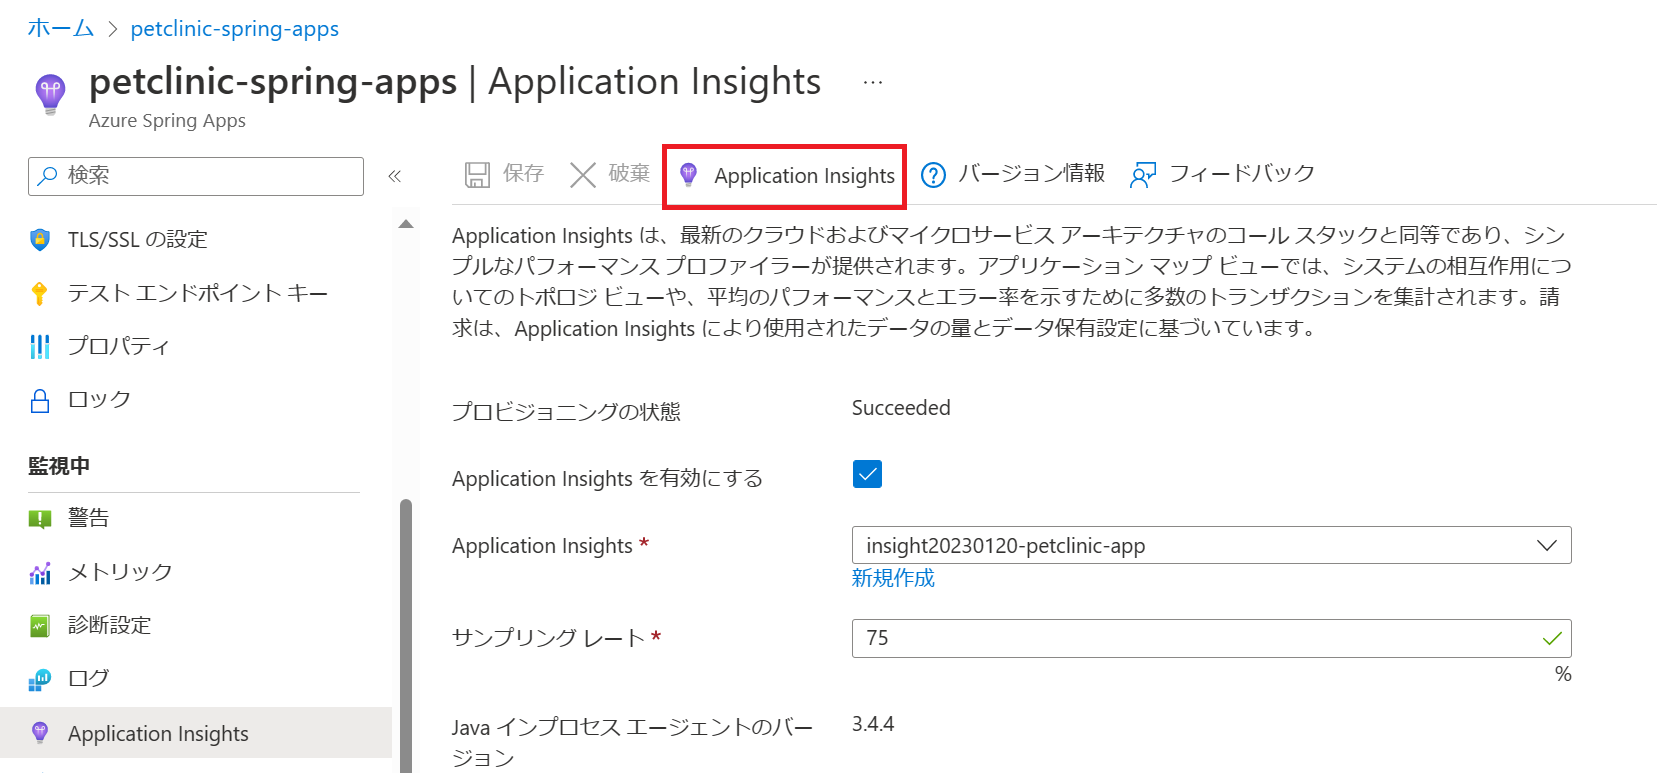 ホーム > petclinic-spring-apps
petclinic-spring-apps | Application Insights ...
Azure Spring Apps
検索 «
保存 破棄 Application Insights バージョン情報 フィードバック
TLS/SSL の設定
テスト エンドポイント キー
プロパティ
ロック
監視中
警告
メトリック
診断設定
ログ
Application Insights
Application Insights は、最新のクラウドおよびマイクロサービス アーキテクチャのコール スタックと同等であり、シン
プルなパフォーマンス プロファイラーが提供されます。アプリケーション マップ ビューでは、システムの相互作用につ
いてのトポロジ ビューや、平均のパフォーマンスとエラー率を示すために多数のトランザクションを集計されます。請
求は、Application Insights により使用されたデータの量とデータ保有設定に基づいています。
プロビジョニングの状態 Succeeded
Application Insights を有効にする
Application Insights * insight20230120-petclinic-app
新規作成
サンプリング レート * 75
%
Java インプロセス エージェントのバー 3.4.4
ジョン